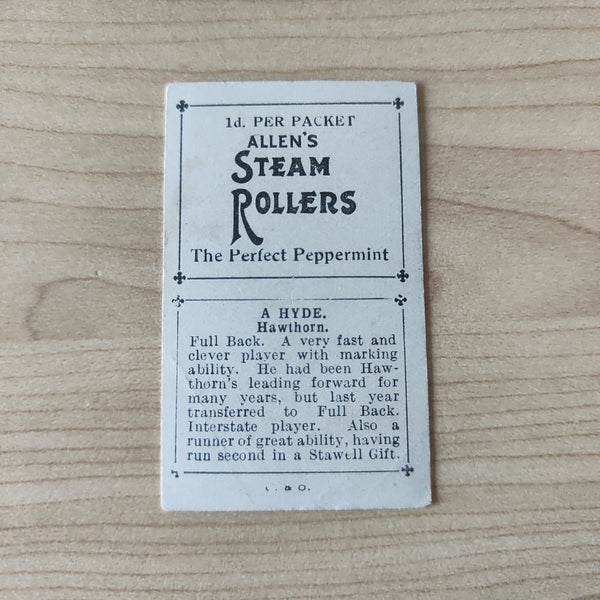 1d. PER PACKET
ALLEN'S
STEAM
ROLLERS
The Perfect Peppermint
A HYDE.
Hawthorn.
Full Back. A very fast and
clever player with marking
ability. He had been Haw-
thorn's leading forward for
many years, but last year
transferred to Full Back.
Interstate player. Also a
runner of great ability, having
run second in a Stawell Gift.
& O.